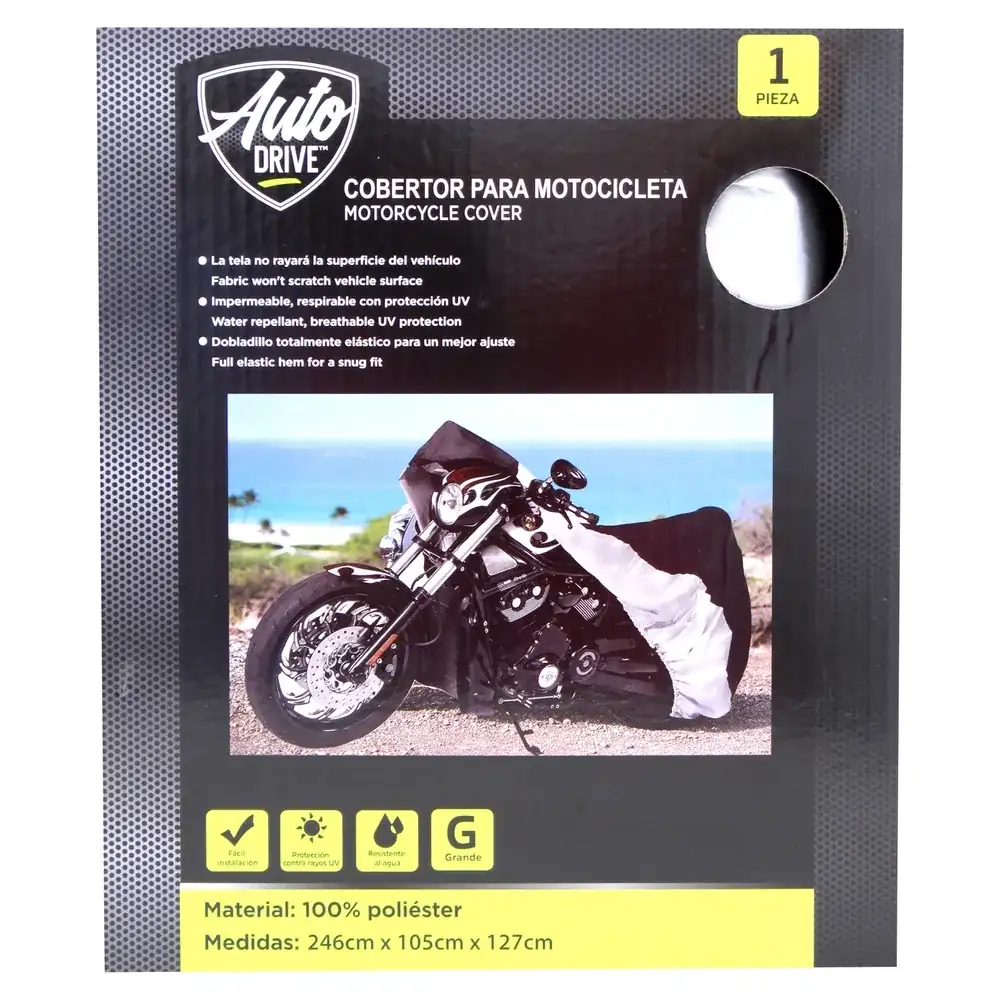 Auto
DRIVE™
1
PIEZA
COBERTOR PARA MOTOCICLETA
MOTORCYCLE COVER
● La tela no rayará la superficie del vehículo
Fabric won't scratch vehicle surface
● Impermeable, respirable con protección UV
Water repellant, breathable UV protection
● Dobladillo totalmente elástico para un mejor ajuste
Full elastic hem for a snug fit
Fácil
instalación
Protección
contra rayos UV
Resistente
al agua
G
Grande
Material: 100% poliéster
Medidas: 246cm x 105cm x 127cm